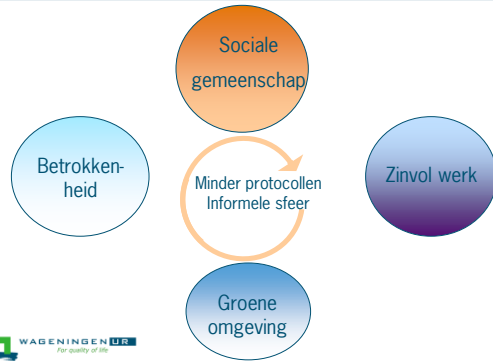 Sociale
gemeenschap
Betrokken-
heid
Minder protocollen
Informele sfeer
Zinvol werk
Groene
omgeving
WAGENINGEN UR
For quality of life